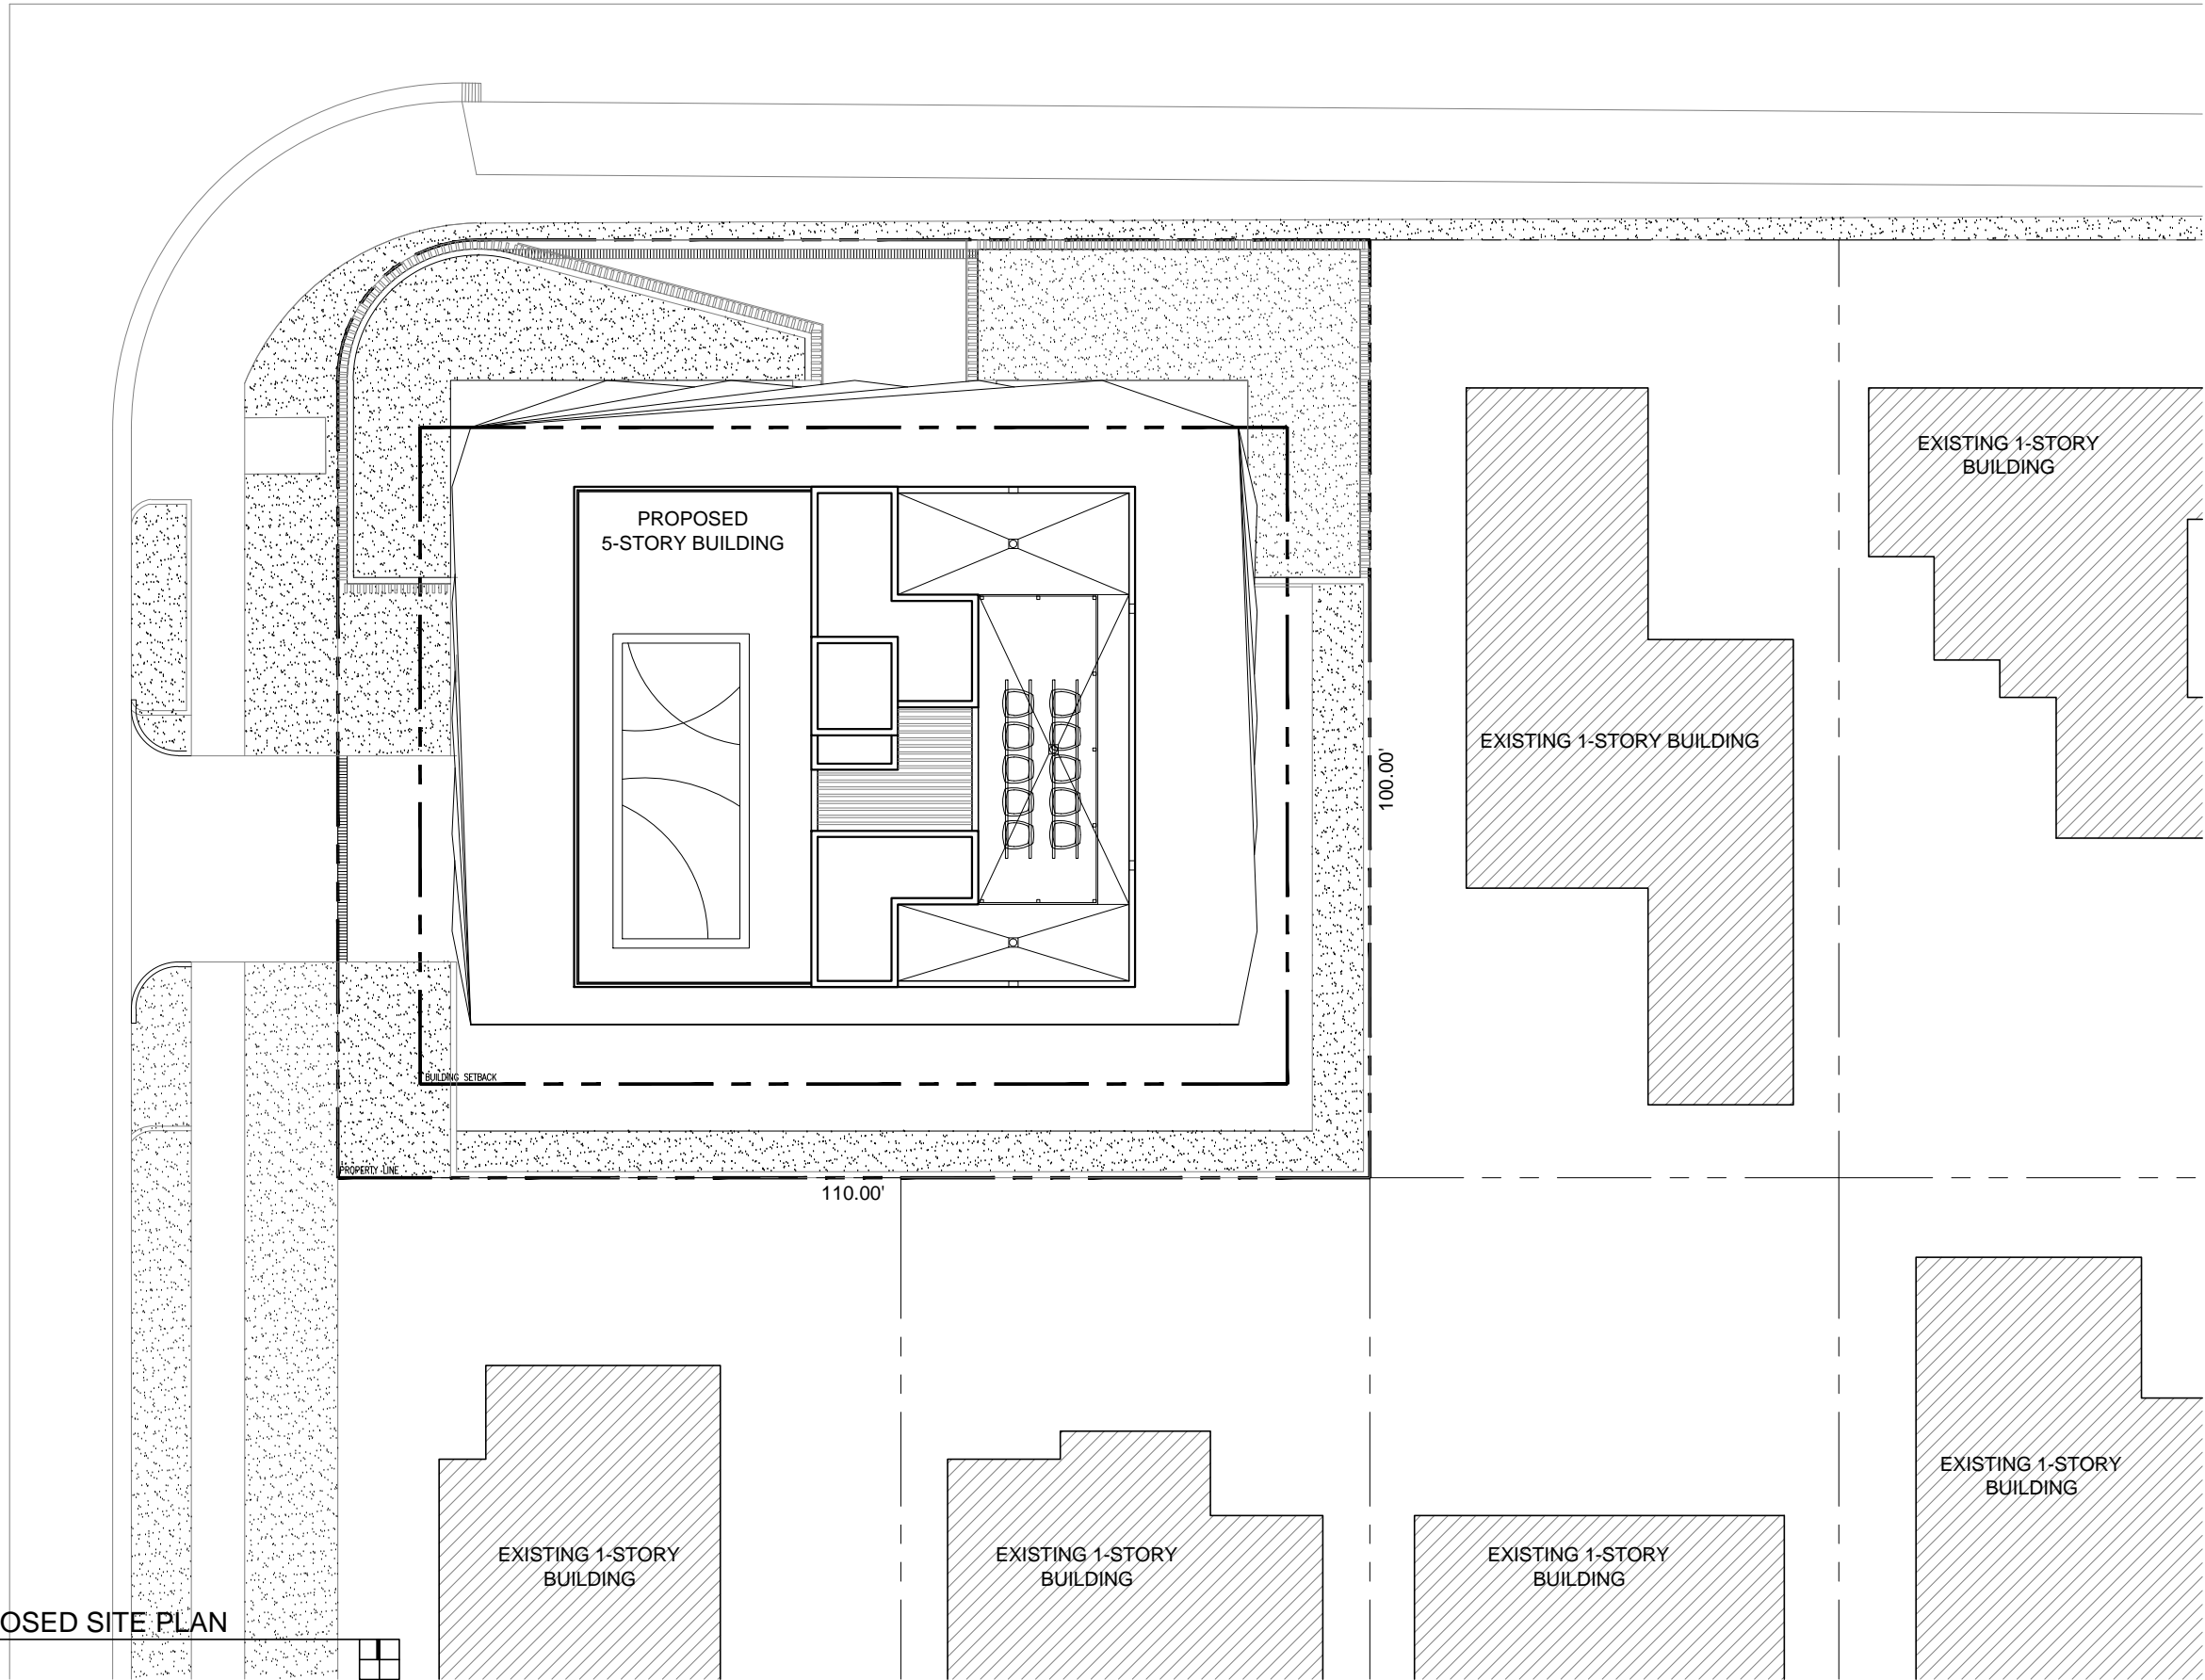 EXISTING 1-STORY
BUILDING
PROPOSED
5-STORY BUILDING
EXISTING 1-STORY BUILDING
100.00'
BUILDING SETBACK
PROPERTY LINE
110.00'
EXISTING 1-STORY
BUILDING
EXISTING 1-STORY
BUILDING
EXISTING 1-STORY
BUILDING
EXISTING 1-STORY
BUILDING
OSED SITE PLAN